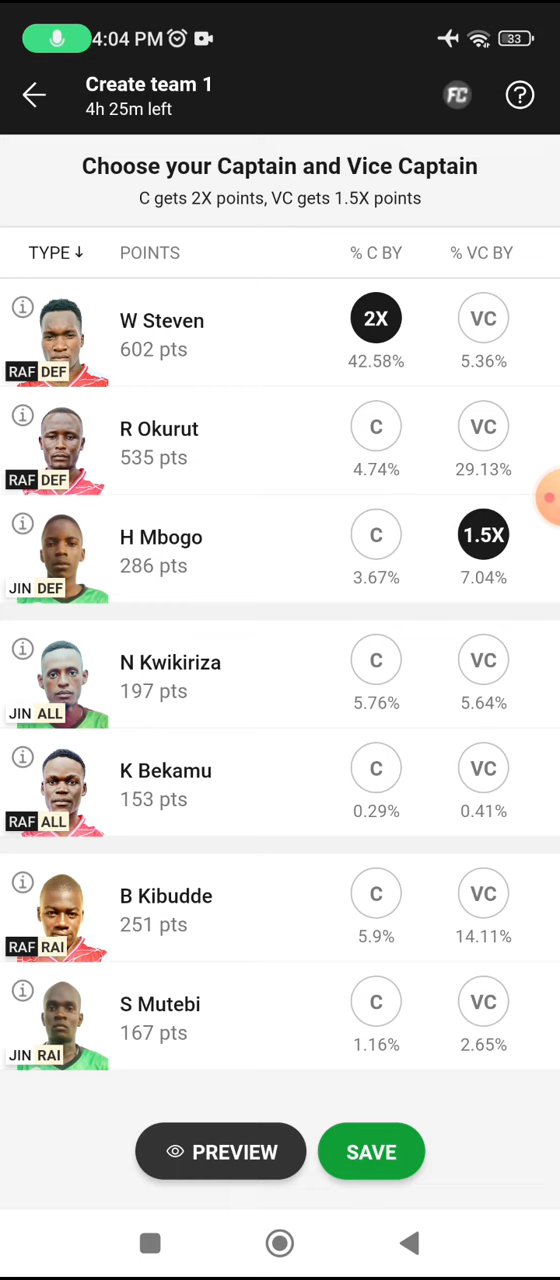 4:04 PM
33
Create team 1
4h 25m left
FC
?
Choose your Captain and Vice Captain
C gets 2X points, VC gets 1.5X points
TYPE ↓ POINTS % C BY % VC BY
W Steven
602 pts
2X
VC
42.58%
5.36%
RAF DEF
R Okurut
535 pts
C
VC
4.74%
29.13%
RAF DEF
H Mbogo
286 pts
C
1.5X
3.67%
7.04%
JIN DEF
N Kwikiriza
197 pts
C
VC
5.76%
5.64%
JIN ALL
K Bekamu
153 pts
C
VC
0.29%
0.41%
RAF ALL
B Kibudde
251 pts
C
VC
5.9%
14.11%
RAF RAI
S Mutebi
167 pts
C
VC
1.16%
2.65%
JIN RAI
PREVIEW
SAVE